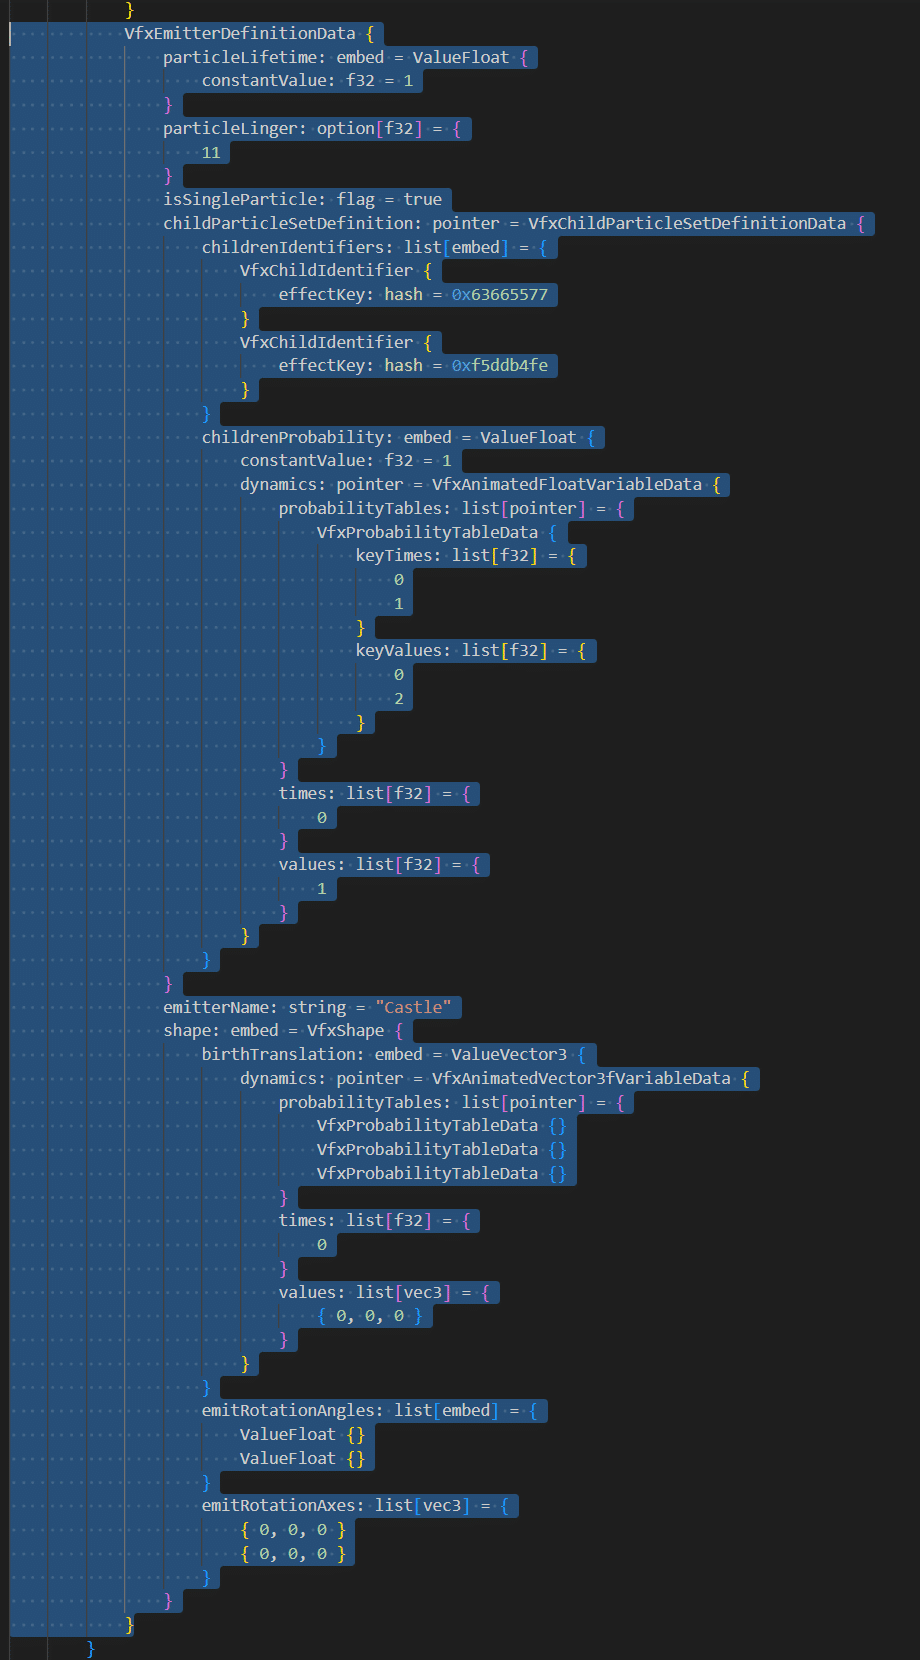 }
VfxEmitterDefinitionData {
particleLifetime: embed = ValueFloat {
constantValue: f32 = 1
}
particleLinger: option[f32] = {
11
}
isSingleParticle: flag = true
childParticleSetDefinition: pointer = VfxChildParticleSetDefinitionData {
childrenIdentifiers: list[embed] = {
VfxChildIdentifier {
effectKey: hash = 0x63665577
}
VfxChildIdentifier {
effectKey: hash = 0xf5ddb4fe
}
}
childrenProbability: embed = ValueFloat {
constantValue: f32 = 1
dynamics: pointer = VfxAnimatedFloatVariableData {
probabilityTables: list[pointer] = {
VfxProbabilityTableData {
keyTimes: list[f32] = {
0
1
}
keyValues: list[f32] = {
0
2
}
}
}
times: list[f32] = {
0
}
values: list[f32] = {
1
}
}
}
}
emitterName: string = "Castle"
shape: embed = VfxShape {
birthTranslation: embed = ValueVector3 {
dynamics: pointer = VfxAnimatedVector3fVariableData {
probabilityTables: list[pointer] = {
VfxProbabilityTableData {}
VfxProbabilityTableData {}
VfxProbabilityTableData {}
}
times: list[f32] = {
0
}
values: list[vec3] = {
{ 0, 0, 0 }
}
}
}
emitRotationAngles: list[embed] = {
ValueFloat {}
ValueFloat {}
}
emitRotationAxes: list[vec3] = {
{ 0, 0, 0 }
{ 0, 0, 0 }
}
}
}
}